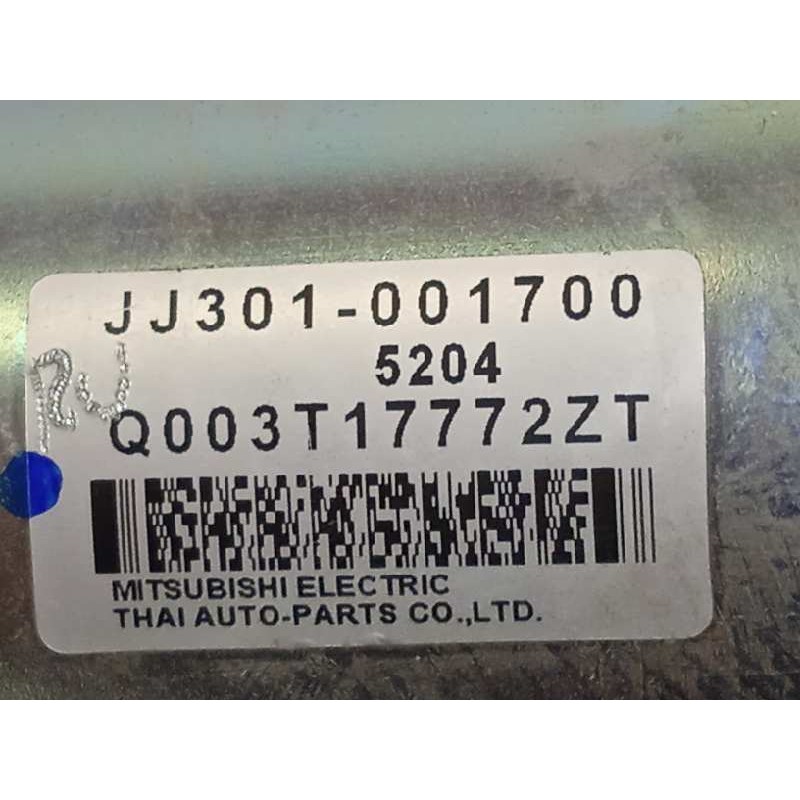 JJ301-001700
5204
Q003T17772ZT
MITSUBISHI ELECTRIC
THAI AUTO-PARTS CO.,LTD.